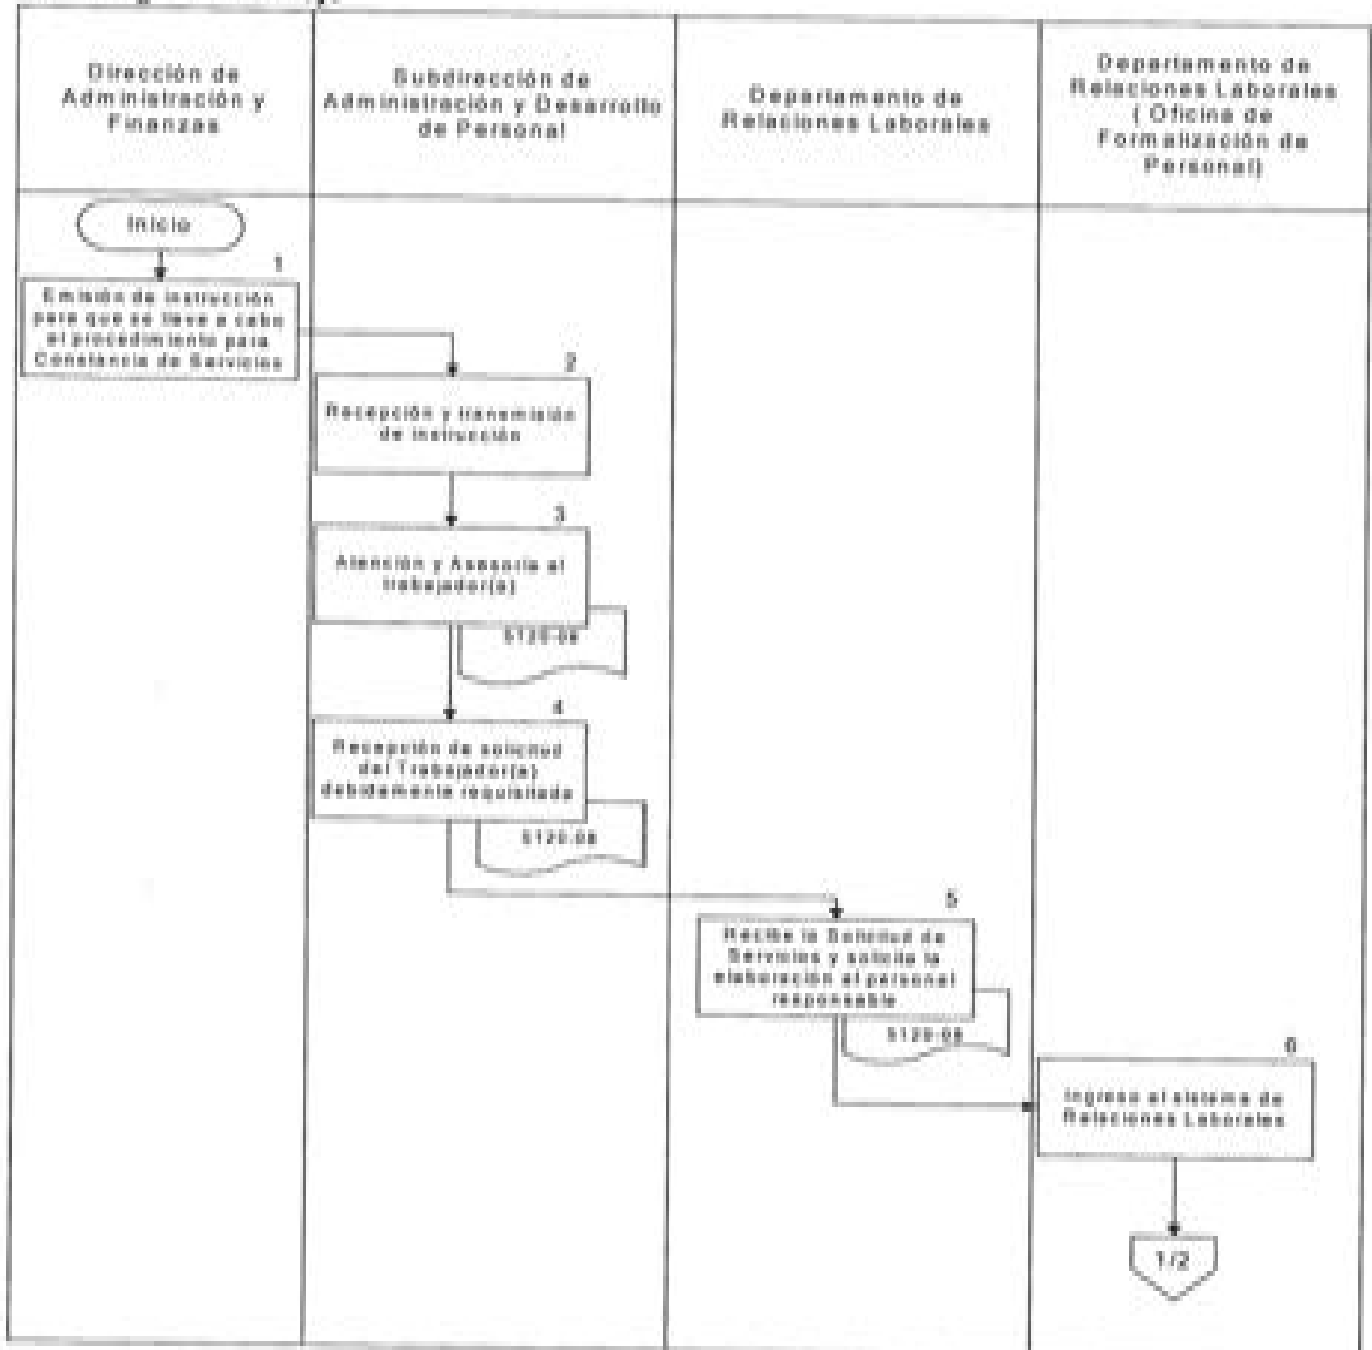 Dirección de
Administración y
Finanzas
Subdirección de
Administración y Desarrollo
de Personal
Departamento de
Relaciones Laborales
Departamento de
Relaciones Laborales
( Oficina de
Formalización de
Personal)
Inicio
1
Emisión de instrucción
para que se lleve a cabo
el procedimiento para
Constancia de Servicios
2
Recepción y transmisión
de instrucción
3
Atención y Asesoría al
trabajador(a)
5120-08
4
Recepción de solicitud
del Trabajador(a)
debidamente requisitada
5120-08
5
Recibe la Solicitud de
Servicios y solicita la
elaboración al personal
responsable
5120-08
6
Ingreso al sistema de
Relaciones Laborales
1/2